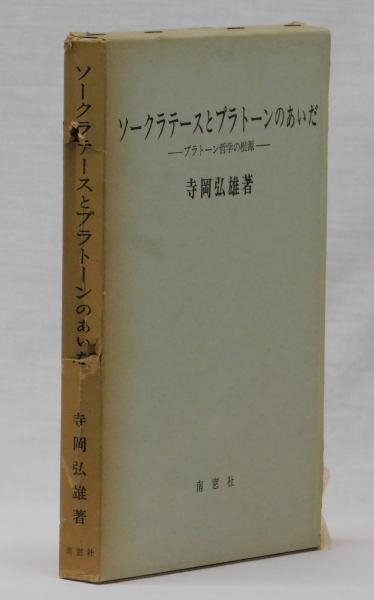 ソークラテースとプラトーンのあいだ
―プラトーン哲学の根源―
寺岡弘雄著
南窓社
ソークラテースとプラトーンのあいだ
寺岡弘雄著
南窓社